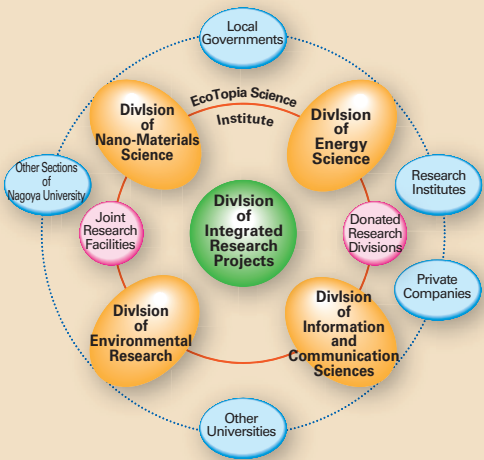 Local
Governments
EcoTopia Science
Institute
Divlsion
of
Nano-Materials
Science
Divlsion
of
Energy
Science
Other Sections
of
Nagoya University
Research
Institutes
Joint
Research
Facilities
Divlsion
of
Integrated
Research
Projects
Donated
Research
Divisions
Private
Companies
Divlsion
of
Environmental
Research
Divlsion
of
Information
and
Communication
Sciences
Other
Universities